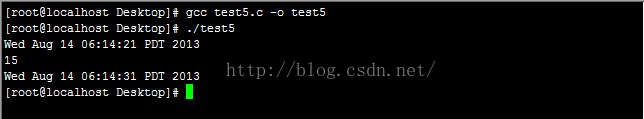 [root@localhost Desktop]# gcc test5.c -o test5
[root@localhost Desktop]# ./test5
Wed Aug 14 06:14:21 PDT 2013
15
Wed Aug 14 06:14:31 PDT 2013
http://blog.csdn.net/
[root@localhost Desktop]#